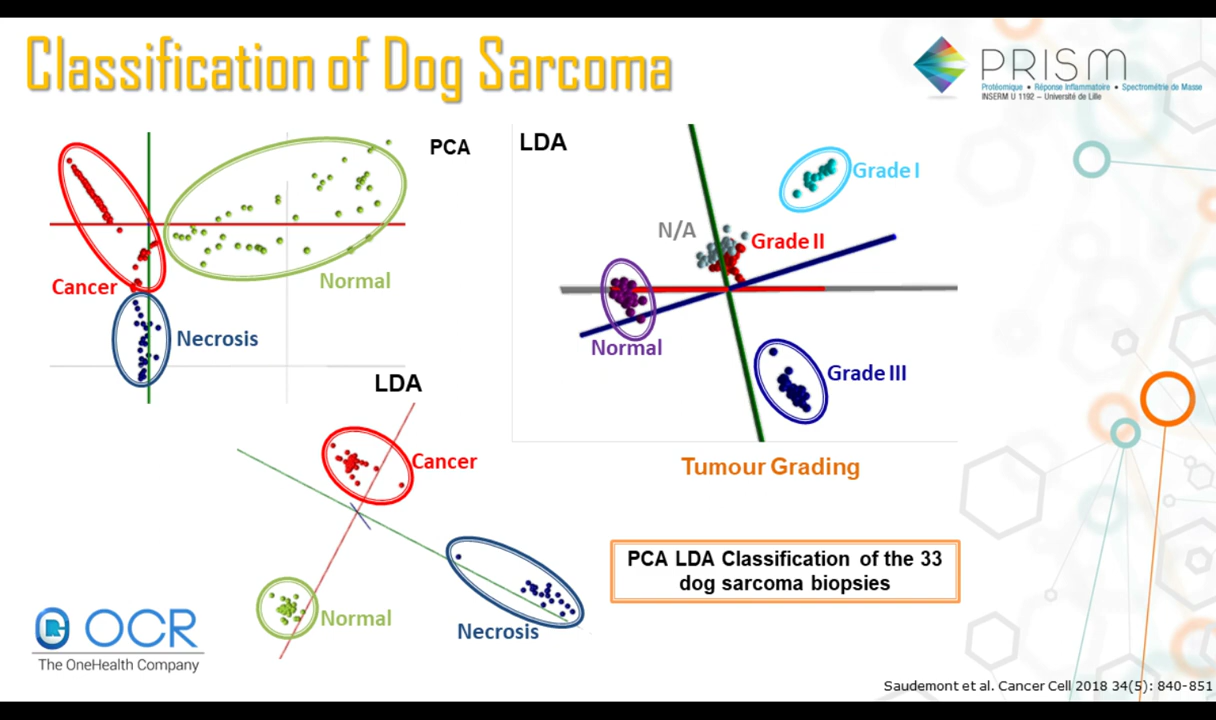 Classification of Dog Sarcoma
PRISM
Protéomique • Réponse Inflammatoire • Spectrométrie de Masse
INSERM U 1192 – Université de Lille
PCA
Cancer
Normal
Necrosis
LDA
Grade I
N/A
Grade II
Normal
Grade III
Tumour Grading
LDA
Cancer
Normal
Necrosis
PCA LDA Classification of the 33
dog sarcoma biopsies
OCR
The OneHealth Company
Saudemont et al. Cancer Cell 2018 34(5): 840-851